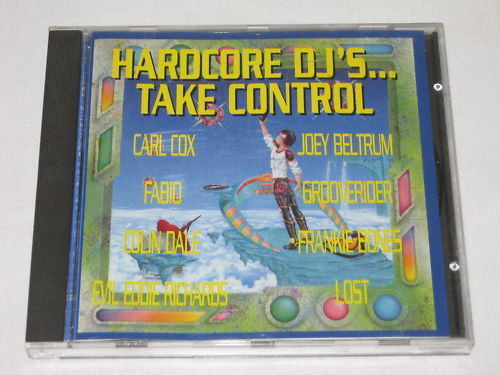 HARDCORE DJ'S...
TAKE CONTROL
CARL COX
JOEY BELTRUM
FABIO
GROOVERIDER
COLIN DALE
FRANKIE BONES
EVIL EDDIE RICHARDS
LOST